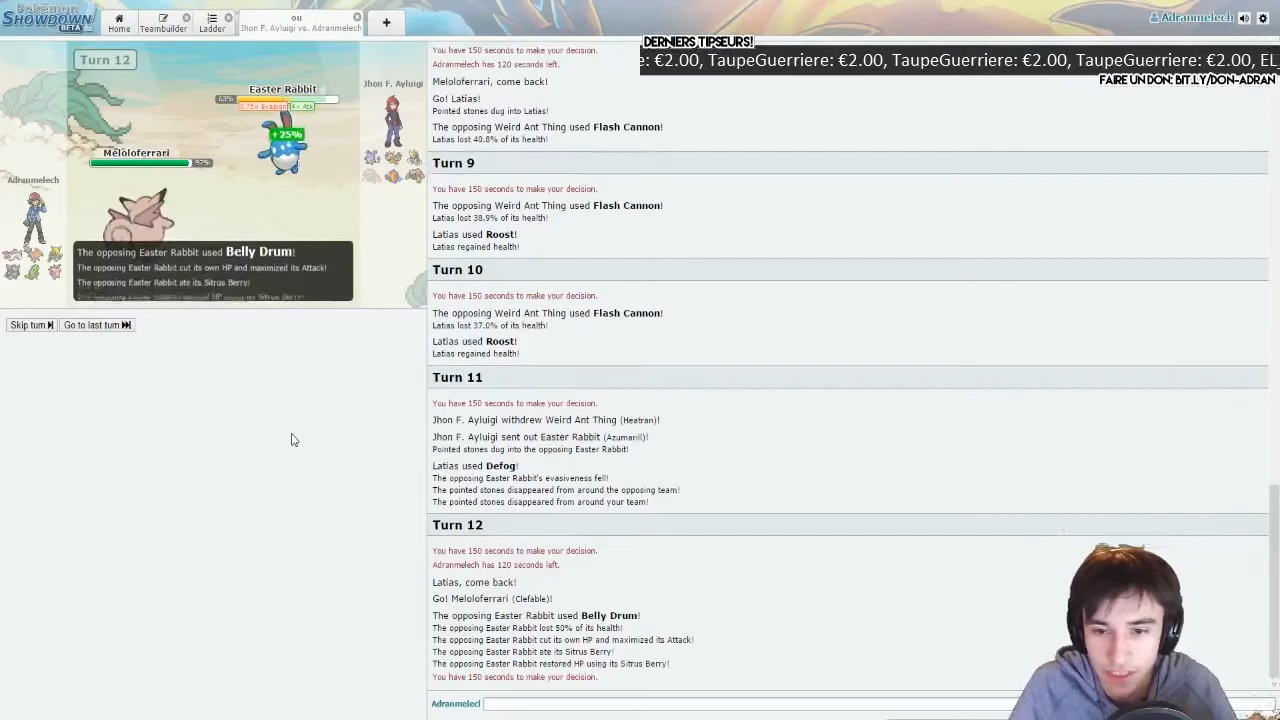 Pokémon
SHOWDOWN
BETA
Home
Teambuilder
Ladder
ou
Jhon F. Ayluigi vs. Adranmelech
Adranmelech
DERNIERS TIPSEURS!
: €2.00, TaupeGuerriere: €2.00, TaupeGuerriere: €2.00, TaupeGuerriere: €2.00, EL_
FAIRE UN DON: BIT.LY/DON-ADRAN
Turn 12
Easter Rabbit
63%
0.75× Evasion 4× Atk
+25%
Jhon F. Ayluigi
Meloloferrari
97%
Adranmelech
The opposing Easter Rabbit used Belly Drum!
The opposing Easter Rabbit cut its own HP and maximized its Attack!
The opposing Easter Rabbit ate its Sitrus Berry!
Skip turn
Go to last turn
You have 150 seconds to make your decision.
Adranmelech has 120 seconds left.
Meloloferrari, come back!
Go! Latias!
Pointed stones dug into Latias!
The opposing Weird Ant Thing used Flash Cannon!
Latias lost 40.8% of its health!
Turn 9
You have 150 seconds to make your decision.
The opposing Weird Ant Thing used Flash Cannon!
Latias lost 38.9% of its health!
Latias used Roost!
Latias regained health!
Turn 10
You have 150 seconds to make your decision.
The opposing Weird Ant Thing used Flash Cannon!
Latias lost 37.0% of its health!
Latias used Roost!
Latias regained health!
Turn 11
You have 150 seconds to make your decision.
Jhon F. Ayluigi withdrew Weird Ant Thing (Heatran)!
Jhon F. Ayluigi sent out Easter Rabbit (Azumarill)!
Pointed stones dug into the opposing Easter Rabbit!
Latias used Defog!
The opposing Easter Rabbit's evasiveness fell!
The pointed stones disappeared from around the opposing team!
The pointed stones disappeared from around your team!
Turn 12
You have 150 seconds to make your decision.
Adranmelech has 120 seconds left.
Latias, come back!
Go! Meloloferrari (Clefable)!
The opposing Easter Rabbit used Belly Drum!
The opposing Easter Rabbit lost 50% of its health!
The opposing Easter Rabbit cut its own HP and maximized its Attack!
The opposing Easter Rabbit ate its Sitrus Berry!
The opposing Easter Rabbit restored HP using its Sitrus Berry!
You have 150 seconds to make your decision.
Adranmelecl